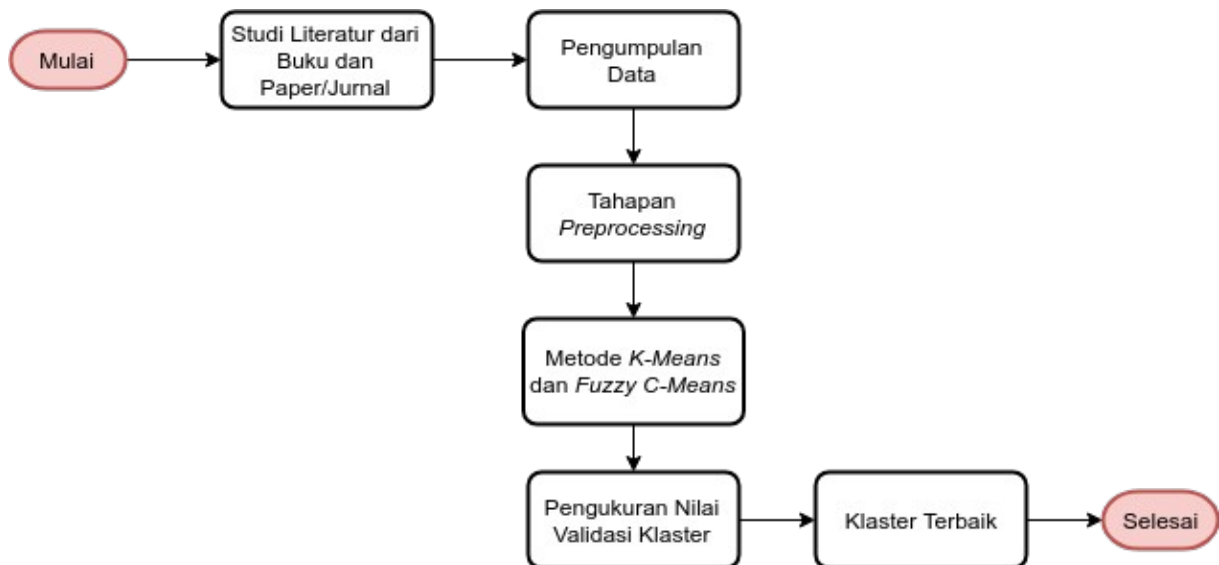 Mulai
Studi Literatur dari
Buku dan
Paper/Jurnal
Pengumpulan
Data
Tahapan
Preprocessing
Metode K-Means
dan Fuzzy C-Means
Pengukuran Nilai
Validasi Klaster
Klaster Terbaik
Selesai